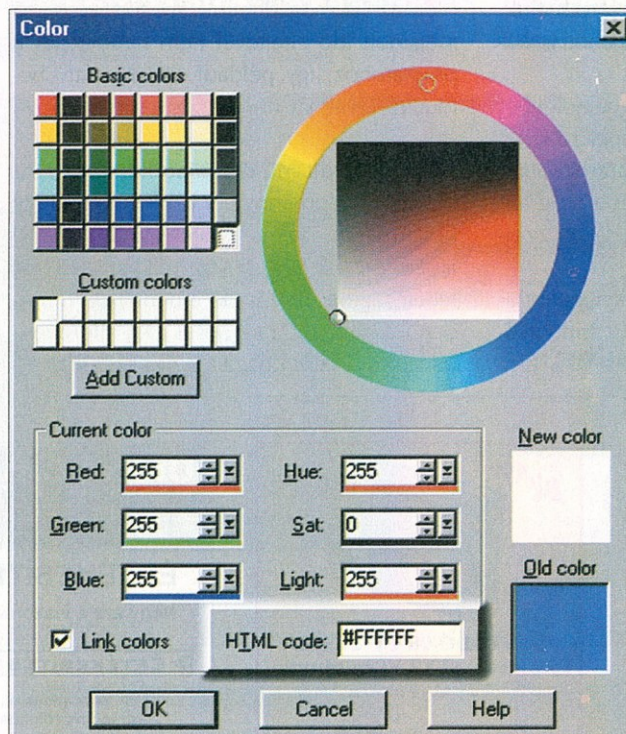 Color
Basic colors
Custom colors
Add Custom
Current color
Red: 255
Hue: 255
Green: 255
Sat: 0
Blue: 255
Light: 255
Link colors
HTML code: #FFFFFF
New color
Old color
OK
Cancel
Help